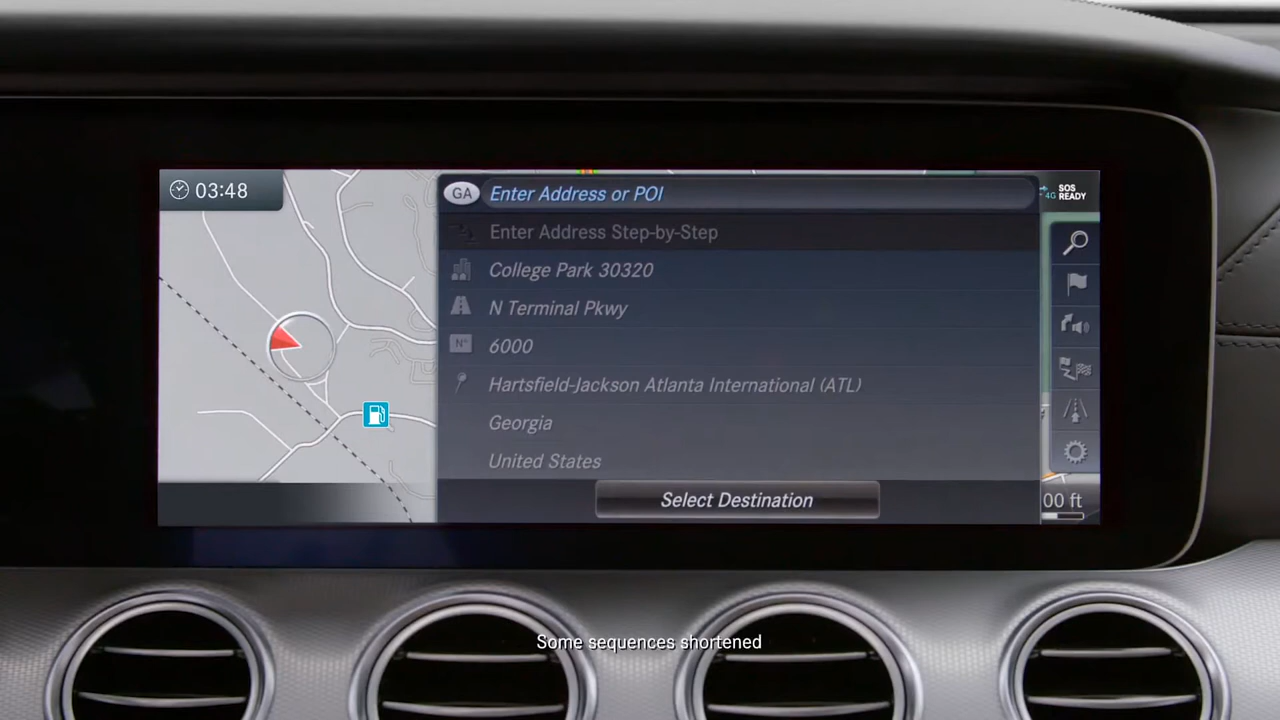 03:48
GA Enter Address or POI
4G SOS READY
Enter Address Step-by-Step
College Park 30320
N Terminal Pkwy
N° 6000
Hartsfield-Jackson Atlanta International (ATL)
Georgia
United States
Select Destination
00 ft
Some sequences shortened